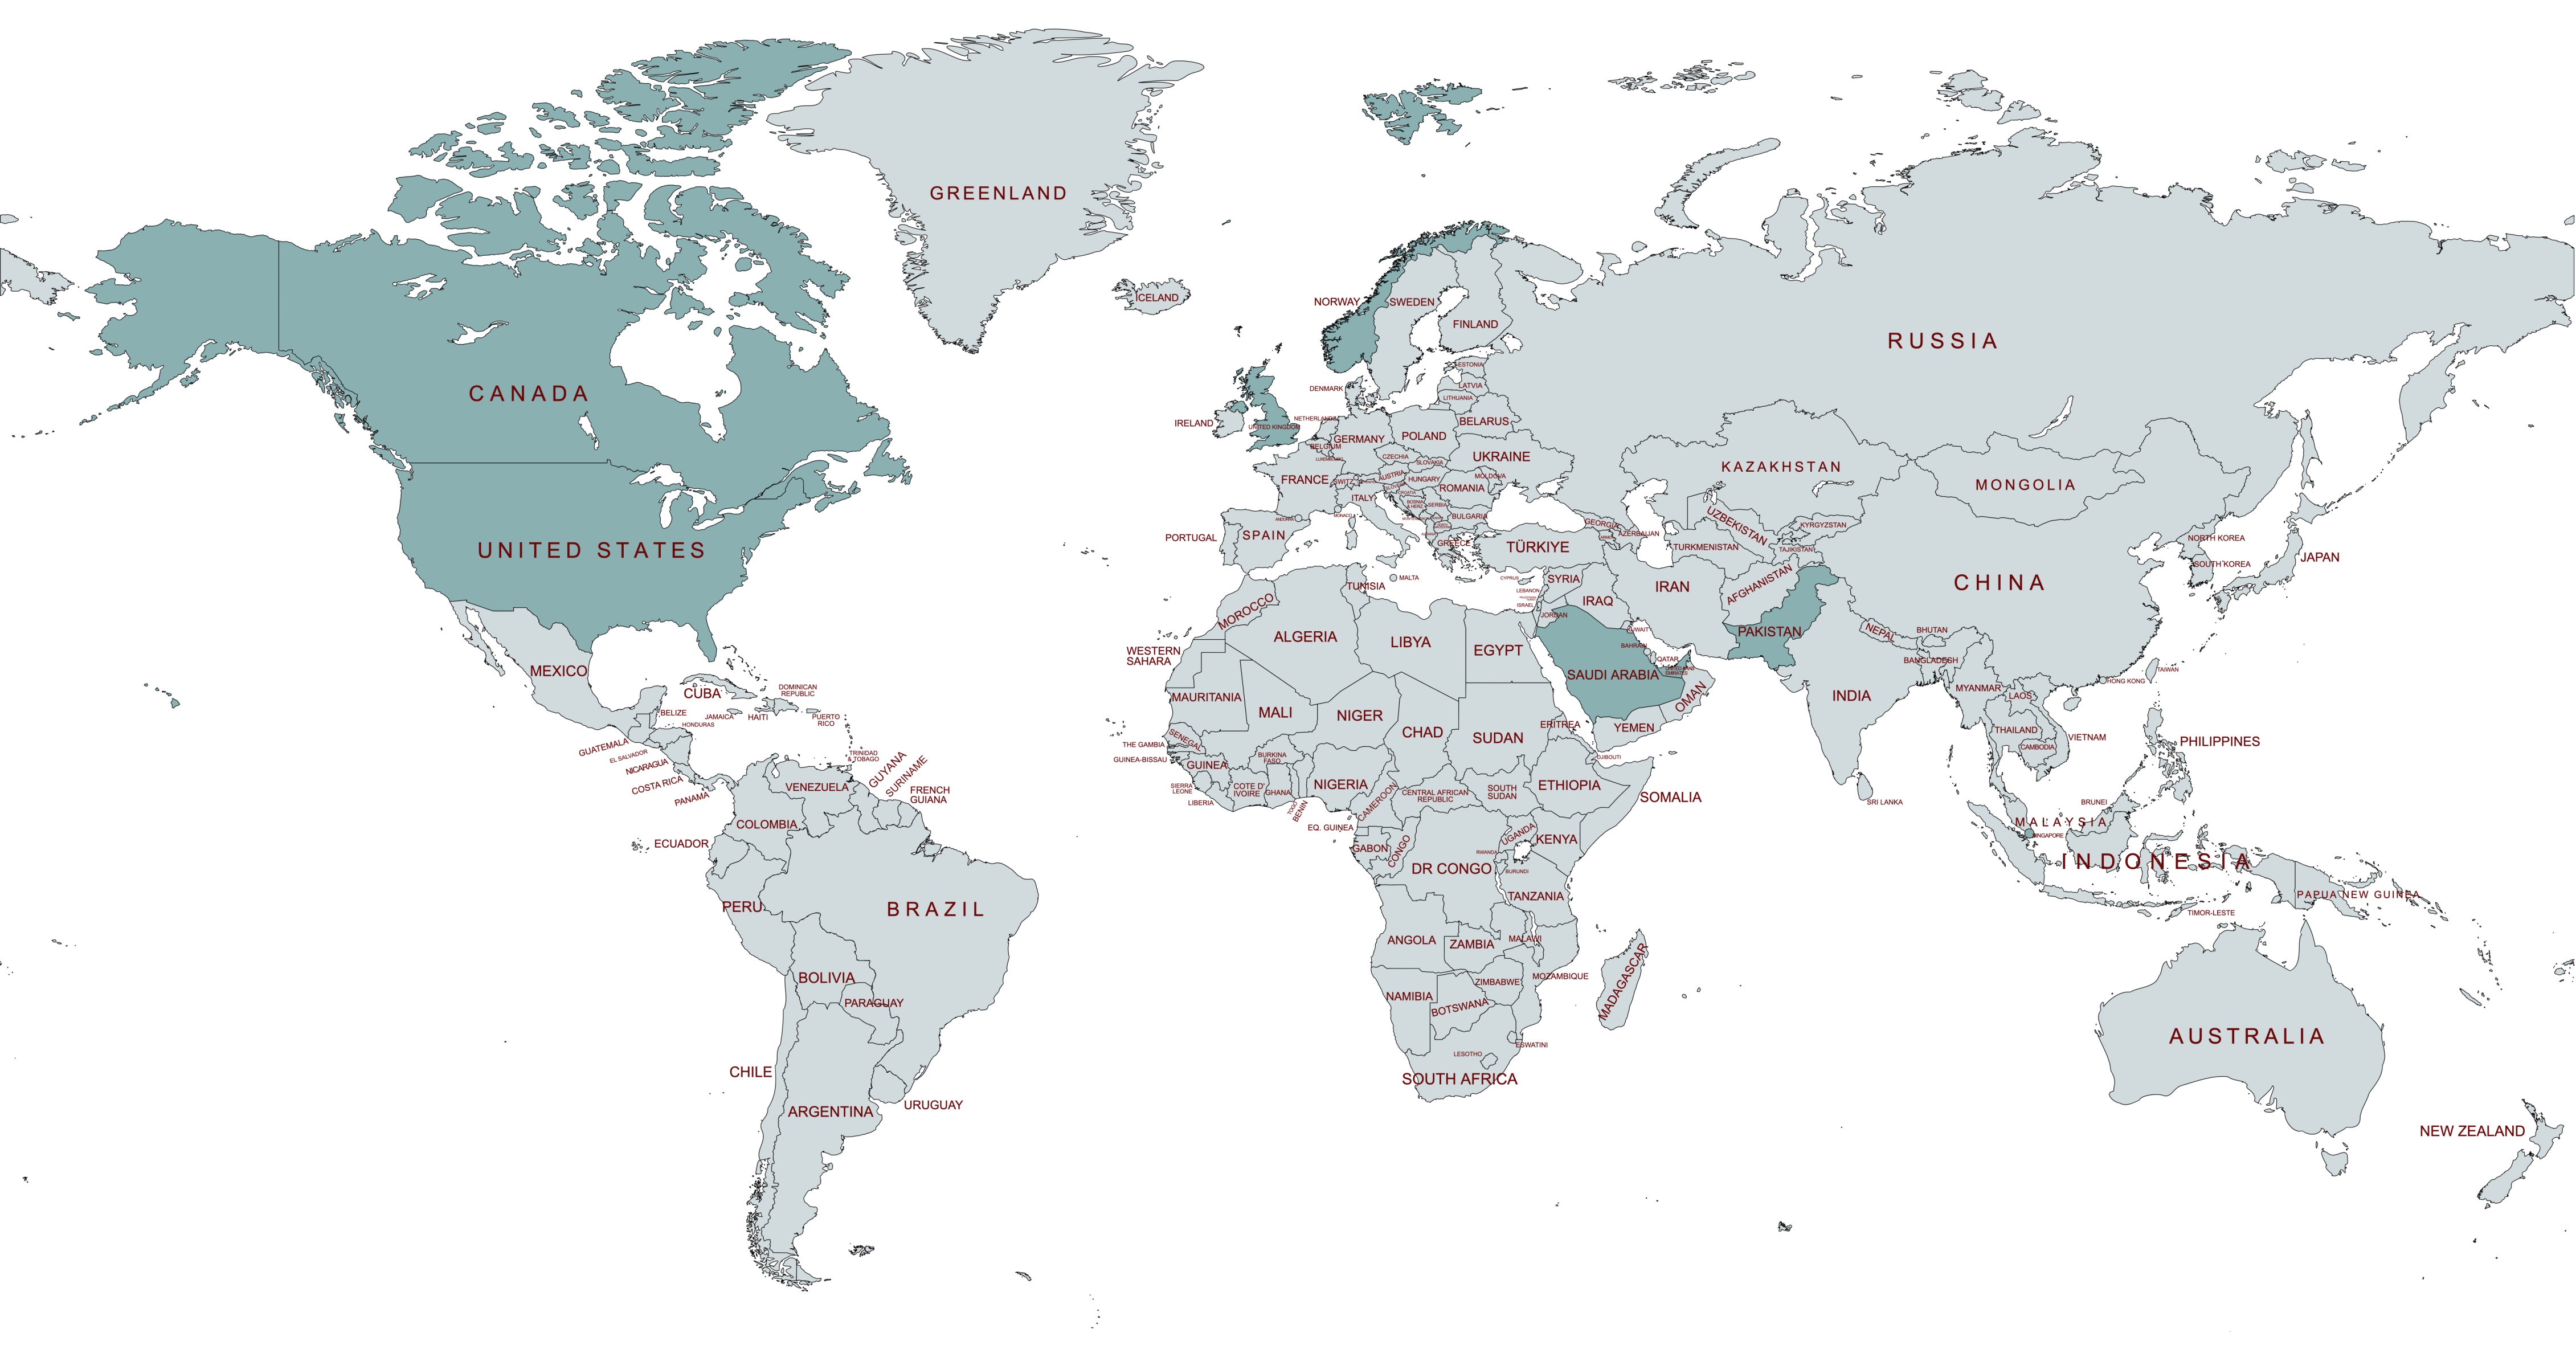 GREENLAND
ICELAND
NORWAY
SWEDEN
FINLAND
RUSSIA
CANADA
ESTONIA
LATVIA
LITHUANIA
DENMARK
IRELAND
UNITED KINGDOM
NETHERLANDS
BELARUS
GERMANY
POLAND
BELGIUM
LUXEMBOURG
CZECHIA
SLOVAKIA
UKRAINE
KAZAKHSTAN
MONGOLIA
FRANCE
SWITZ.
AUSTRIA
HUNGARY
MOLDOVA
ROMANIA
ITALY
CROATIA
BOSNIA
& HERZ.
SERBIA
MONACO
ANDORRA
BULGARIA
GEORGIA
AZERBAIJAN
UZBEKISTAN
KYRGYZSTAN
UNITED STATES
PORTUGAL
SPAIN
GREECE
TÜRKIYE
TURKMENISTAN
TAJIKISTAN
NORTH KOREA
SOUTH KOREA
JAPAN
CHINA
TUNISIA
MALTA
CYPRUS
SYRIA
LEBANON
ISRAEL
JORDAN
IRAQ
IRAN
AFGHANISTAN
MOROCCO
ALGERIA
LIBYA
EGYPT
KUWAIT
PAKISTAN
NEPAL
BHUTAN
WESTERN
SAHARA
BAHRAIN
QATAR
SAUDI ARABIA
UNITED ARAB
EMIRATES
OMAN
BANGLADESH
TAIWAN
HONG KONG
MEXICO
CUBA
DOMINICAN
REPUBLIC
MAURITANIA
MALI
NIGER
CHAD
SUDAN
ERITREA
YEMEN
INDIA
MYANMAR
LAOS
BELIZE
HONDURAS
JAMAICA
HAITI
PUERTO
RICO
THAILAND
VIETNAM
CAMBODIA
PHILIPPINES
GUATEMALA
EL SALVADOR
NICARAGUA
COSTA RICA
PANAMA
TRINIDAD
& TOBAGO
THE GAMBIA
SENEGAL
GUINEA-BISSAU
GUINEA
BURKINA
FASO
DJIBOUTI
SIERRA
LEONE
LIBERIA
COTE D'
IVOIRE
GHANA
TOGO
BENIN
NIGERIA
CAMEROON
CENTRAL AFRICAN
REPUBLIC
SOUTH
SUDAN
ETHIOPIA
SOMALIA
SRI LANKA
BRUNEI
VENEZUELA
GUYANA
SURINAME
FRENCH
GUIANA
COLOMBIA
ECUADOR
EQ. GUINEA
GABON
CONGO
DR CONGO
UGANDA
KENYA
RWANDA
BURUNDI
TANZANIA
MALAYSIA
SINGAPORE
INDONESIA
PAPUA NEW GUINEA
TIMOR-LESTE
PERU
BRAZIL
ANGOLA
ZAMBIA
MALAWI
MOZAMBIQUE
MADAGASCAR
BOLIVIA
PARAGUAY
NAMIBIA
ZIMBABWE
BOTSWANA
ESWATINI
LESOTHO
SOUTH AFRICA
AUSTRALIA
CHILE
ARGENTINA
URUGUAY
NEW ZEALAND